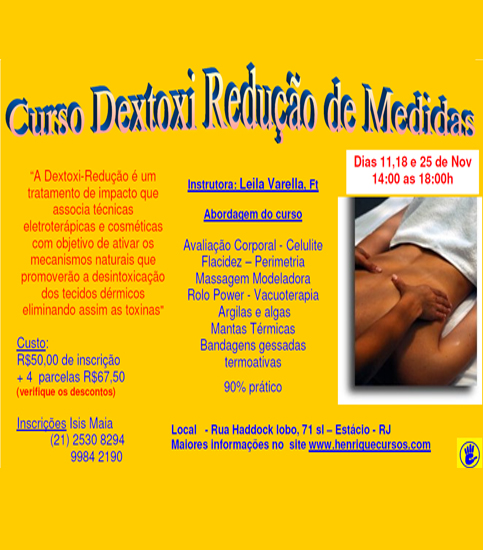 Curso Dextoxi Redução de Medidas
"A Dextoxi-Redução é um
tratamento de impacto que
associa técnicas
eletroterápicas e cosméticas
com objetivo de ativar os
mecanismos naturais que
promoverão a desintoxicação
dos tecidos dérmicos
eliminando assim as toxinas"
Custo:
R$50,00 de inscrição
+ 4 parcelas R$67,50
(verifique os descontos)
Inscrições Isis Maia
(21) 2530 8294
9984 2190
Instrutora: Leila Varella, Ft
Abordagem do curso
Avaliação Corporal - Celulite
Flacidez – Perimetria
Massagem Modeladora
Rolo Power - Vacuoterapia
Argilas e algas
Mantas Térmicas
Bandagens gessadas
termoativas
90% prático
Dias 11,18 e 25 de Nov
14:00 as 18:00h
Local - Rua Haddock lobo, 71 sl – Estácio - RJ
Maiores informações no site www.henriquecursos.com